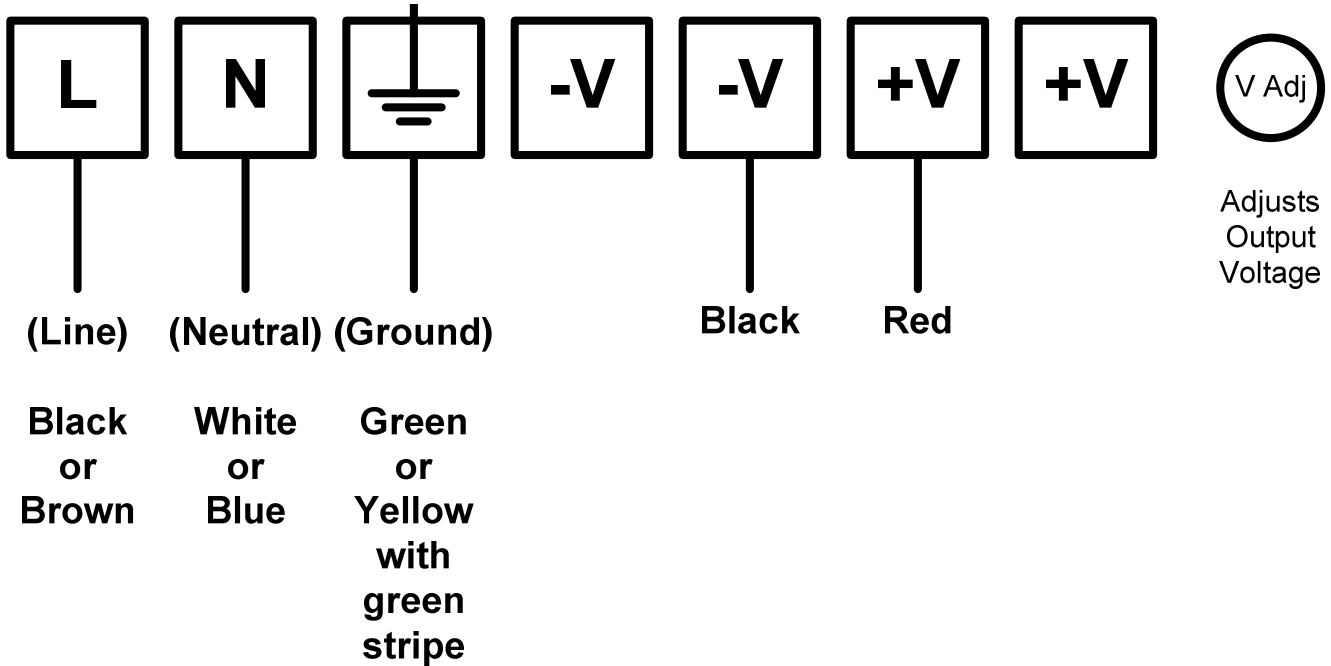 L N -V -V +V +V V Adj
Adjusts
Output
Voltage
(Line) (Neutral) (Ground) Black Red
Black White Green
or or or
Brown Blue Yellow
with
green
stripe